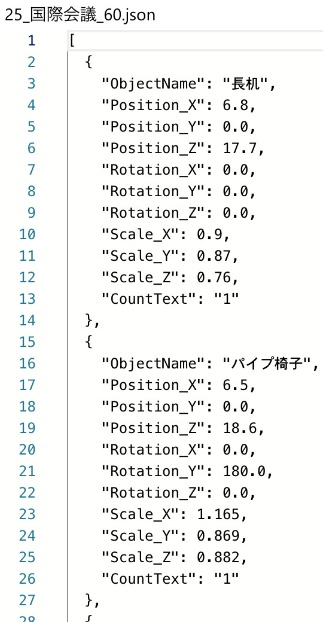 25_国際会議_60.json
1 [
2 {
3 "ObjectName": "長机",
4 "Position_X": 6.8,
5 "Position_Y": 0.0,
6 "Position_Z": 17.7,
7 "Rotation_X": 0.0,
8 "Rotation_Y": 0.0,
9 "Rotation_Z": 0.0,
10 "Scale_X": 0.9,
11 "Scale_Y": 0.87,
12 "Scale_Z": 0.76,
13 "CountText": "1"
14 },
15 {
16 "ObjectName": "パイプ椅子",
17 "Position_X": 6.5,
18 "Position_Y": 0.0,
19 "Position_Z": 18.6,
20 "Rotation_X": 0.0,
21 "Rotation_Y": 180.0,
22 "Rotation_Z": 0.0,
23 "Scale_X": 1.165,
24 "Scale_Y": 0.869,
25 "Scale_Z": 0.882,
26 "CountText": "1"
27 },
28 {